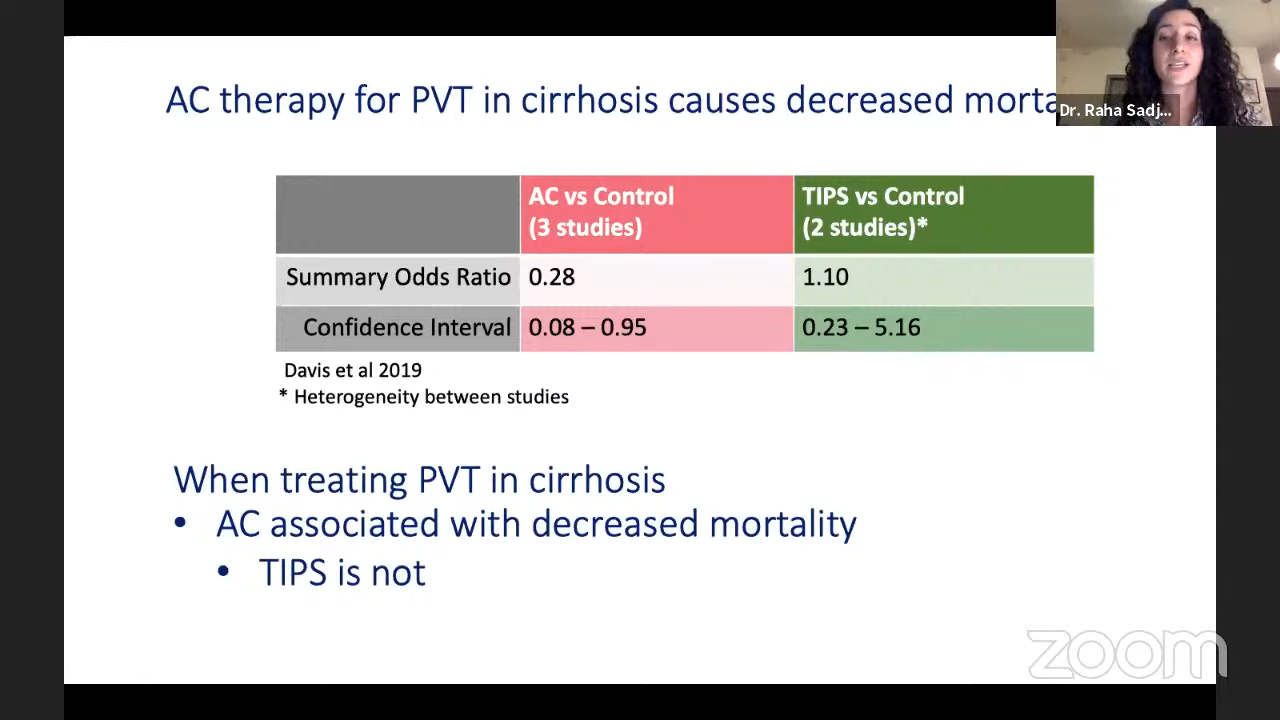 AC therapy for PVT in cirrhosis causes decreased
Dr. Raha Sadj...
AC vs Control TIPS vs Control
(3 studies) (2 studies)*
Summary Odds Ratio 0.28 1.10
Confidence Interval 0.08 – 0.95 0.23 – 5.16
Davis et al 2019
* Heterogeneity between studies
When treating PVT in cirrhosis
• AC associated with decreased mortality
• TIPS is not
zoom